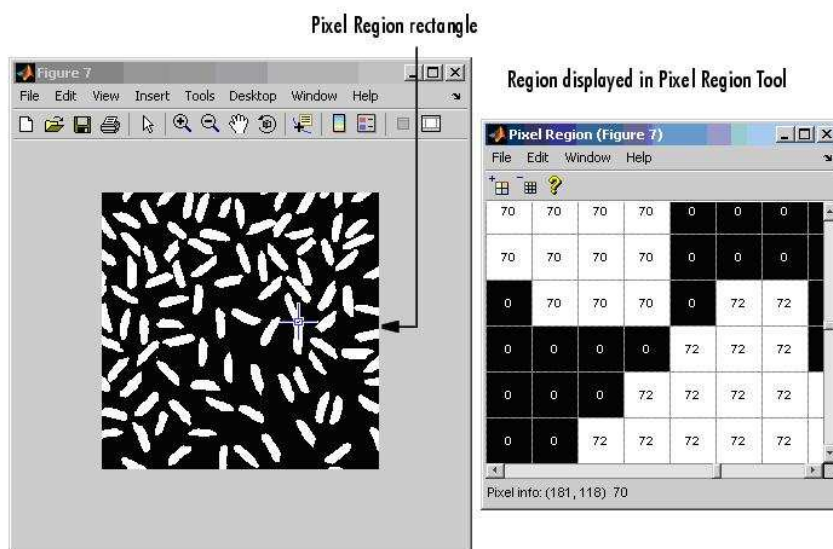 Pixel Region rectangle
Figure 7
File Edit View Insert Tools Desktop Window Help
Region displayed in Pixel Region Tool
Pixel Region (Figure 7)
File Edit Window Help
70 70 70 70 0 0 0
70 70 70 70 0 0 0
0 70 70 70 0 72 72
0 0 0 0 72 72 72
0 0 0 72 72 72 72
0 0 72 72 72 72 72
Pixel info: (181, 118) 70